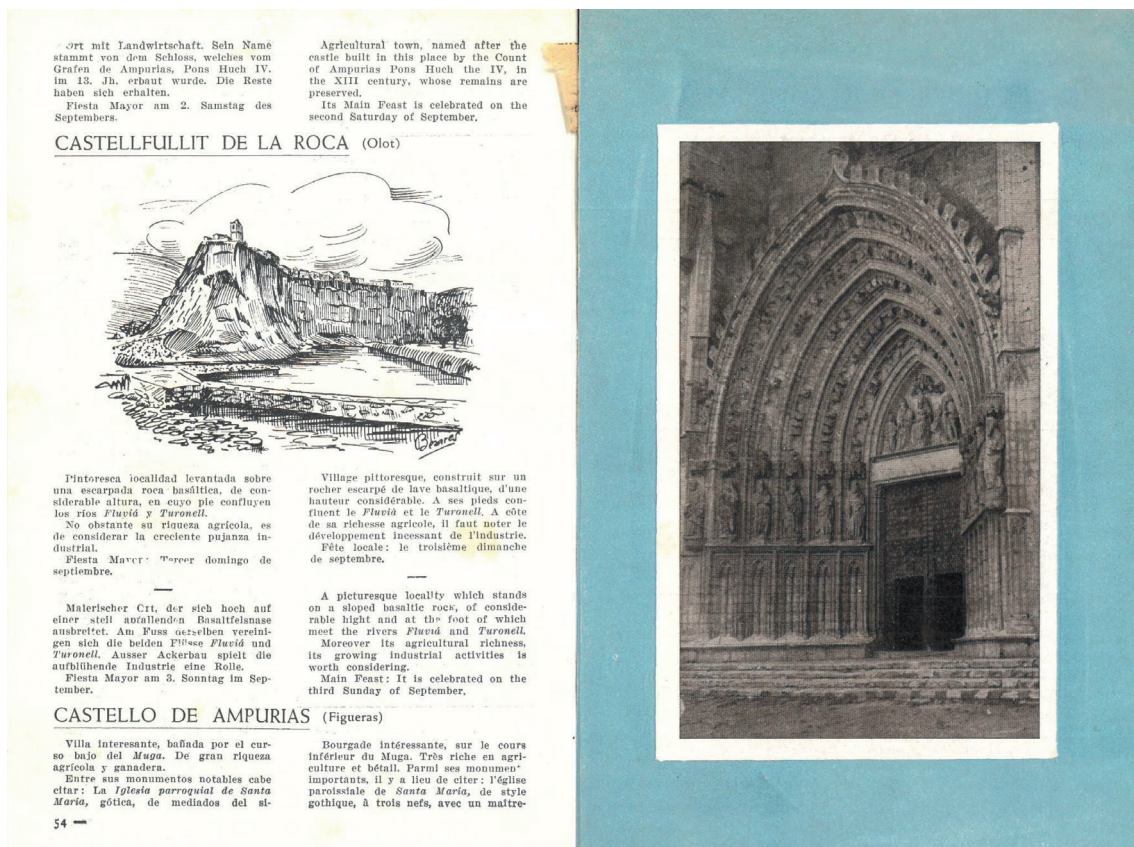 Ort mit Landwirtschaft. Sein Name
stammt von dem Schloss, welches vom
Grafen de Ampurias, Pons Huch IV.
im 13. Jh. erbaut wurde. Die Reste
haben sich erhalten.
Fiesta Mayor am 2. Samstag des
Septembers.
Agricultural town, named after the
castle built in this place by the Count
of Ampurias Pons Huch the IV, in
the XIII century, whose remains are
preserved.
Its Main Feast is celebrated on the
second Saturday of September.
CASTELLFULLIT DE LA ROCA (Olot)
Pintoresca localidad levantada sobre
una escarpada roca basáltica, de con-
siderable altura, en cuyo pie confluyen
los ríos Fluviá y Turonell.
No obstante su riqueza agrícola, es
de considerar la creciente pujanza in-
dustrial.
Fiesta Mayor: Tercer domingo de
septiembre.
Malerischer Ort, der sich hoch auf
einer steil abfallenden Basaltfelsnase
ausbreitet. Am Fuss derselben vereini-
gen sich die beiden Flüsse Fluviá und
Turonell. Ausser Ackerbau spielt die
aufblühende Industrie eine Rolle.
Fiesta Mayor am 3. Sonntag im Sep-
tember.
Village pittoresque, construit sur un
rocher escarpé de lave basaltique, d'une
hauteur considérable. A ses pieds con-
fluent le Fluvià et le Turonell. A côte
de sa richesse agricole, il faut noter le
développement incessant de l'industrie.
Fête locale: le troisième dimanche
de septembre.
A picturesque locality which stands
on a sloped basaltic rock, of conside-
rable hight and at the foot of which
meet the rivers Fluviá and Turonell.
Moreover its agricultural richness,
its growing industrial activities is
worth considering.
Main Feast: It is celebrated on the
third Sunday of September.
CASTELLO DE AMPURIAS (Figueras)
Villa interesante, bañada por el cur-
so bajo del Muga. De gran riqueza
agrícola y ganadera.
Entre sus monumentos notables cabe
citar: La Iglesia parroquial de Santa
María, gótica, de mediados del si-
Bourgade intéressante, sur le cours
inférieur du Muga. Très riche en agri-
culture et bétail. Parmi ses monument
importants, il y a lieu de citer: l'église
paroissiale de Santa María, de style
gothique, à trois nefs, avec un maître-
54 —